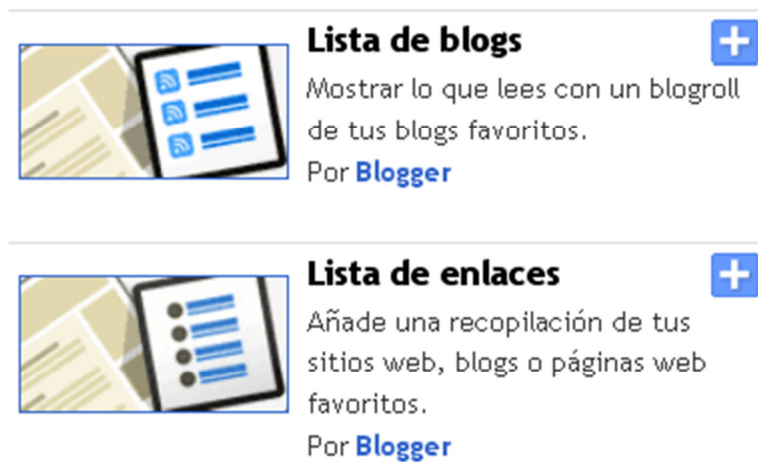 Lista de blogs
Mostrar lo que lees con un blogroll
de tus blogs favoritos.
Por Blogger
Lista de enlaces
Añade una recopilación de tus
sitios web, blogs o páginas web
favoritos.
Por Blogger